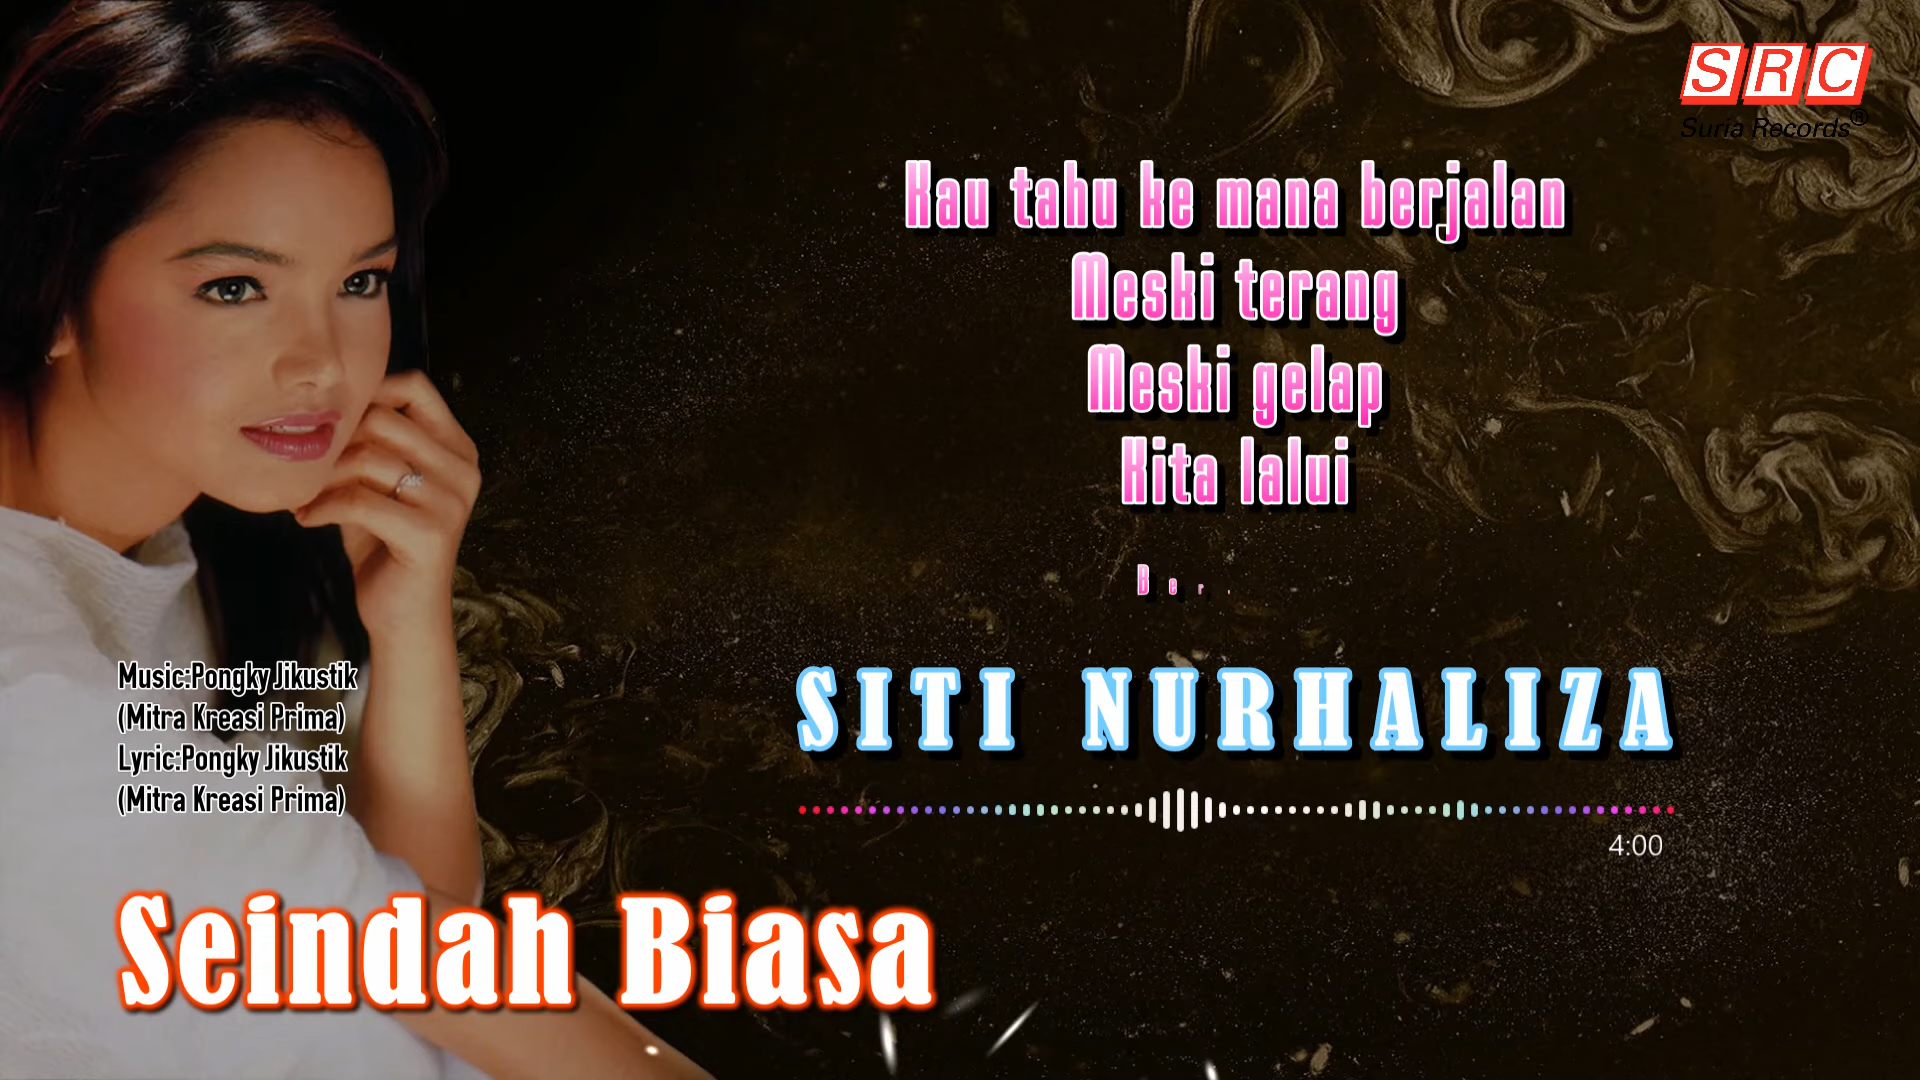 SRC
Suria Records®
Kau tahu ke mana berjalan
Meski terang
Meski gelap
Kita lalui
Ber
Music:Pongky Jikustik
(Mitra Kreasi Prima)
Lyric:Pongky Jikustik
(Mitra Kreasi Prima)
SITI NURHALIZA
4:00
Seindah Biasa